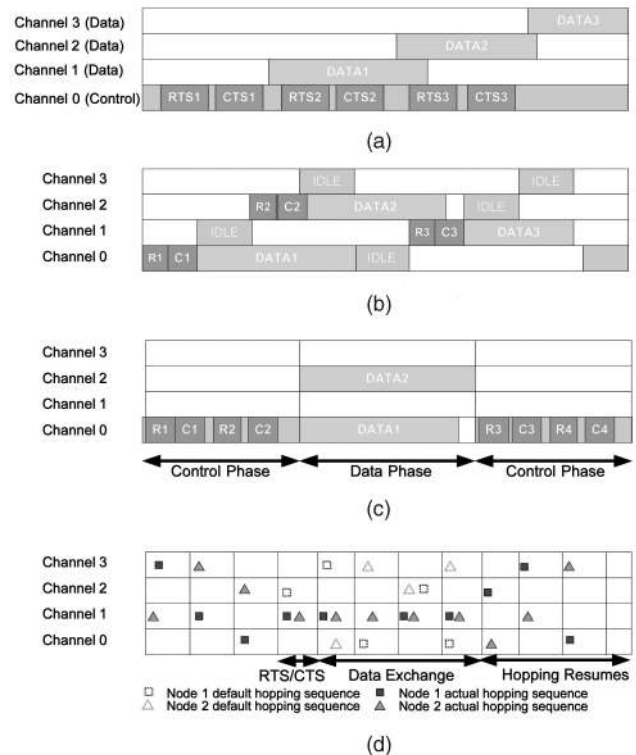 Channel 3 (Data) DATA3
Channel 2 (Data) DATA2
Channel 1 (Data) DATA1
Channel 0 (Control) RTS1 CTS1 RTS2 CTS2 RTS3 CTS3
(a)
Channel 3 IDLE IDLE
Channel 2 R2 C2 DATA2 IDLE
Channel 1 IDLE R3 C3 DATA3
Channel 0 R1 C1 DATA1 IDLE
(b)
Channel 3
Channel 2 DATA2
Channel 1
Channel 0 R1 C1 R2 C2 DATA1 R3 C3 R4 C4
Control Phase Data Phase Control Phase
(c)
Channel 3
Channel 2
Channel 1
Channel 0
RTS/CTS Data Exchange Hopping Resumes
Node 1 default hopping sequence Node 1 actual hopping sequence
Node 2 default hopping sequence Node 2 actual hopping sequence
(d)